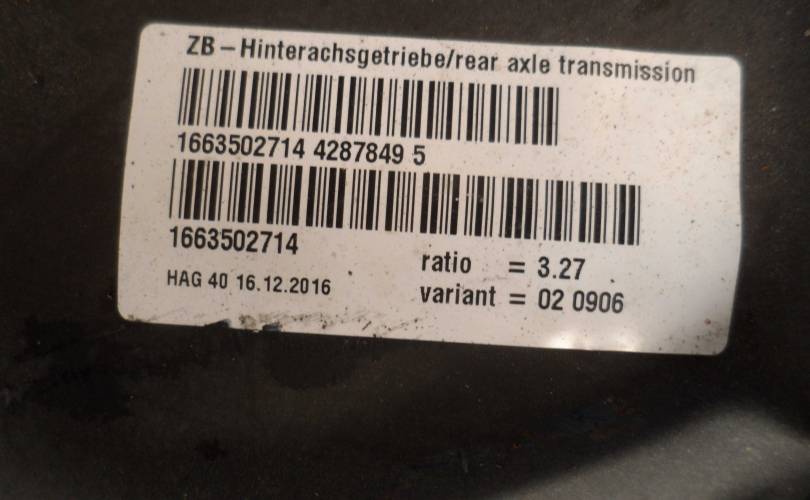 ZB – Hinterachsgetriebe/rear axle transmission
1663502714 4287849 5
1663502714
ratio = 3.27
HAG 40 16.12.2016
variant = 02 0906